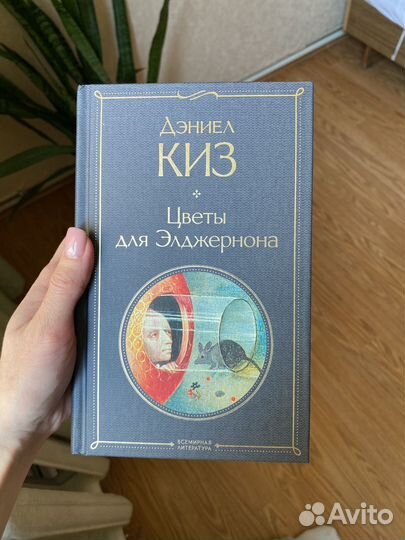 Дэниел
КИЗ
Цветы
для Элджернона
ВСЕМИРНАЯ
ЛИТЕРАТУРА
Avito